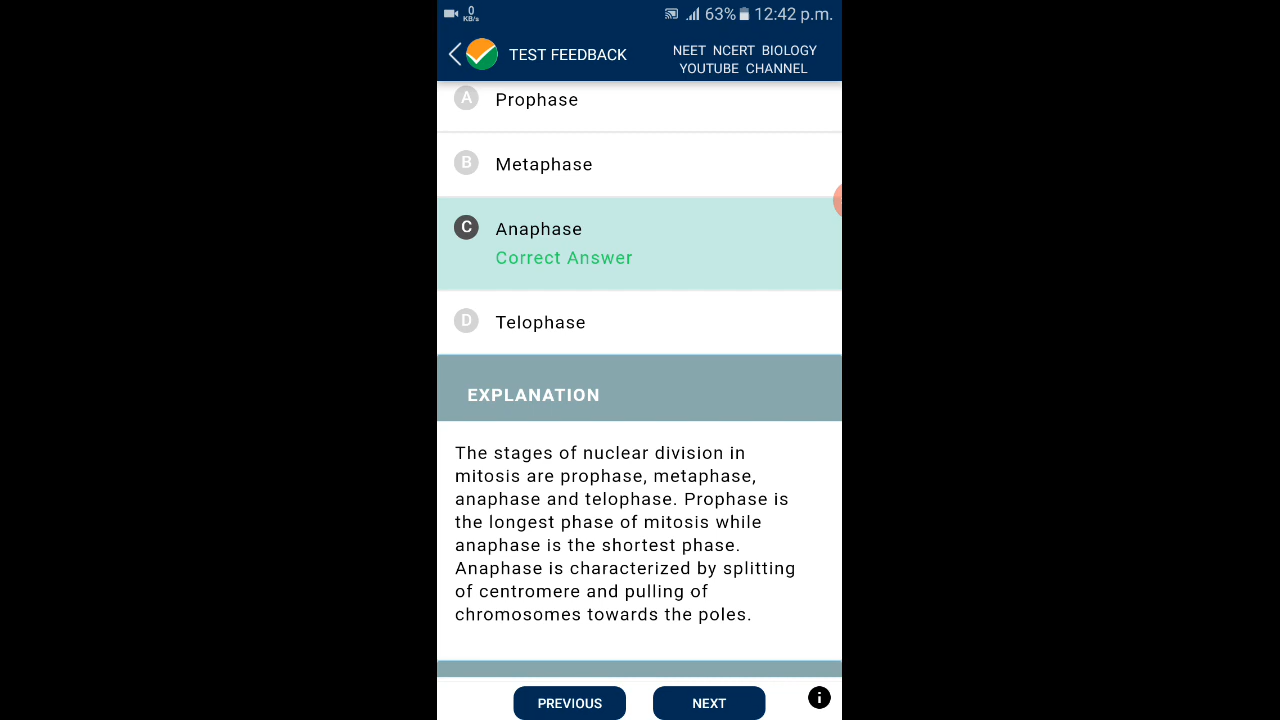 0
KB/s
63% 12:42 p.m.
TEST FEEDBACK
NEET NCERT BIOLOGY
YOUTUBE CHANNEL
A Prophase
B Metaphase
C Anaphase
Correct Answer
D Telophase
EXPLANATION
The stages of nuclear division in
mitosis are prophase, metaphase,
anaphase and telophase. Prophase is
the longest phase of mitosis while
anaphase is the shortest phase.
Anaphase is characterized by splitting
of centromere and pulling of
chromosomes towards the poles.
PREVIOUS NEXT i